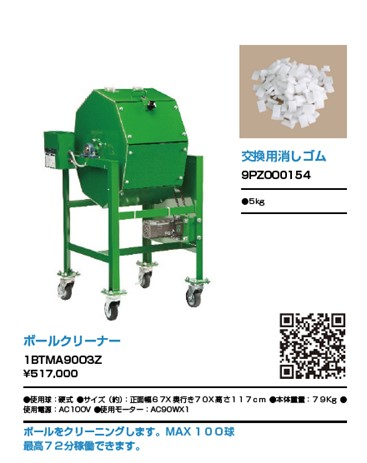 交換用消しゴム
9PZ000154
●5kg
ボールクリーナー
1BTMA9003Z
¥517,000
●使用球：硬式 ●サイズ（約）：正面幅67X奥行き70X高さ117cm ●本体重量：79Kg ●
使用電源：AC100V ●使用モーター：AC90WX1
ボールをクリーニングします。MAX100球
最高72分稼働できます。